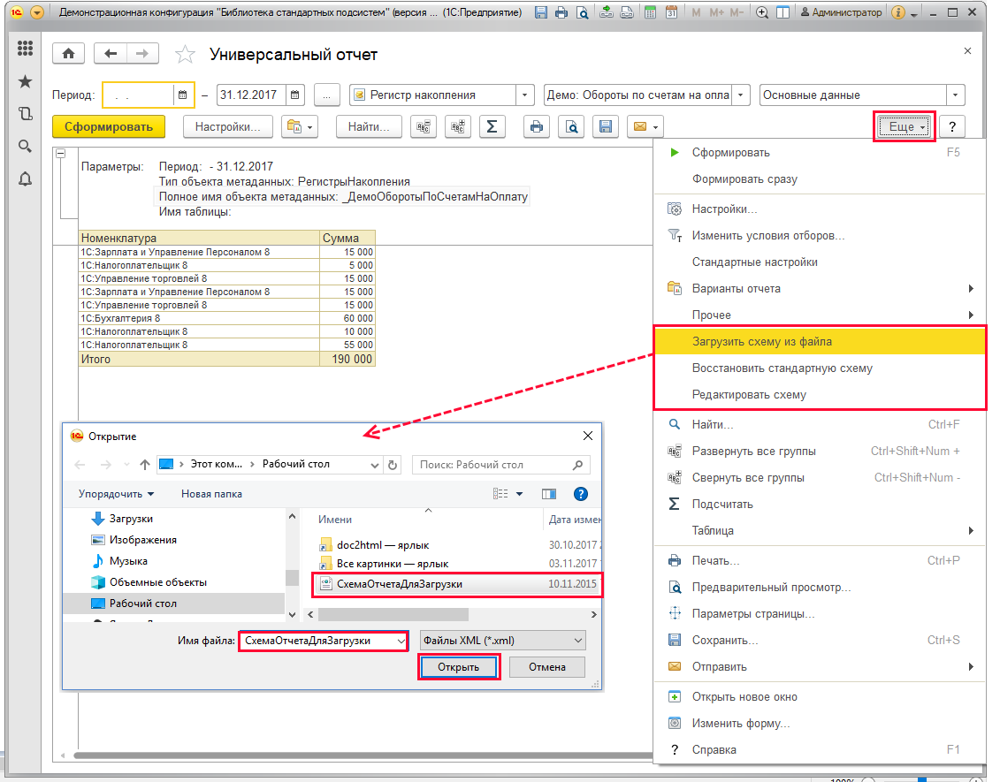 Демонстрационная конфигурация "Библиотека стандартных подсистем" (версия ... (1С:Предприятие)
31
M M+ M-
Администратор
Универсальный отчет
Период: . . – 31.12.2017 ... Регистр накопления Демо: Обороты по счетам на опла Основные данные
Сформировать Настройки... Найти... Еще ?
Параметры: Период: - 31.12.2017
Тип объекта метаданных: РегистрыНакопления
Полное имя объекта метаданных: _ДемоОборотыПоСчетамНаОплату
Имя таблицы:
Номенклатура Сумма
1С:Зарплата и Управление Персоналом 8 15 000
1С:Налогоплательщик 8 5 000
1С:Управление торговлей 8 15 000
1С:Зарплата и Управление Персоналом 8 15 000
1С:Управление торговлей 8 15 000
1С:Бухгалтерия 8 60 000
1С:Налогоплательщик 8 10 000
1С:Налогоплательщик 8 55 000
Итого 190 000
Сформировать F5
Формировать сразу
Настройки...
Изменить условия отборов...
Стандартные настройки
Варианты отчета
Прочее
Загрузить схему из файла
Восстановить стандартную схему
Редактировать схему
Найти... Ctrl+F
Развернуть все группы Ctrl+Shift+Num +
Свернуть все группы Ctrl+Shift+Num -
Подсчитать
Таблица
Печать... Ctrl+P
Предварительный просмотр...
Параметры страницы...
Сохранить... Ctrl+S
Отправить
Открыть новое окно
Изменить форму...
? Справка F1
Открытие
Этот ком... Рабочий стол Поиск: Рабочий стол
Упорядочить Новая папка
Загрузки
Изображения
Музыка
Объемные объекты
Рабочий стол
Имени Дата измен
doc2html — ярлык 30.10.2017
Все картинки — ярлык 03.11.2017
СхемаОтчетаДляЗагрузки 10.11.2015
Имя файла: СхемаОтчетаДляЗагрузки Файлы XML (*.xml)
Открыть Отмена
100%